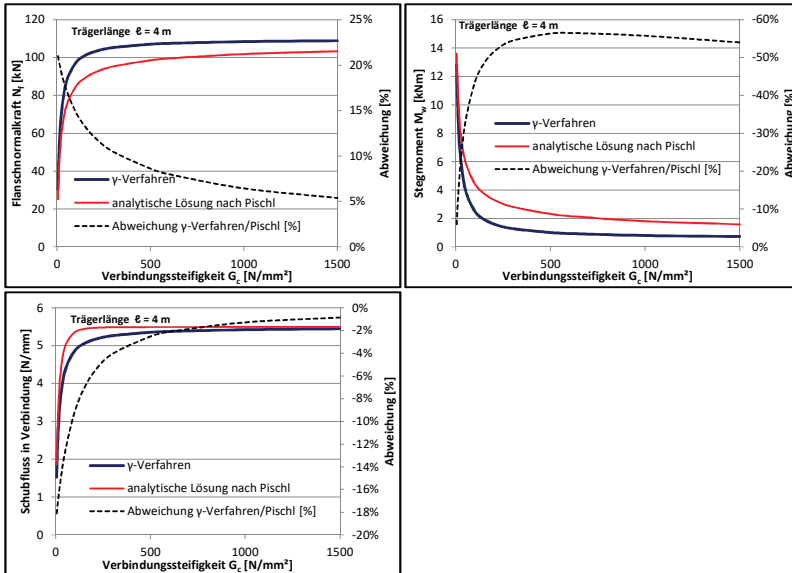 Trägerlänge ℓ = 4 m
Flanschnormalkraft Nf [kN]
120
100
80
60
40
20
0
γ-Verfahren
analytische Lösung nach Pischl
Abweichung γ-Verfahren/Pischl [%]
25%
20%
15%
10%
5%
0%
Abweichung [%]
0 500 1000 1500
Verbindungssteifigkeit Gc [N/mm²]
Trägerlänge ℓ = 4 m
Stegmoment Mw [kNm]
16
14
12
10
8
6
4
2
0
γ-Verfahren
analytische Lösung nach Pischl
Abweichung γ-Verfahren/Pischl [%]
-60%
-50%
-40%
-30%
-20%
-10%
0%
Abweichung [%]
0 500 1000 1500
Verbindungssteifigkeit Gc [N/mm²]
Trägerlänge ℓ = 4 m
Schubfluss in Verbindung [N/mm]
6
5
4
3
2
1
0
γ-Verfahren
analytische Lösung nach Pischl
Abweichung γ-Verfahren/Pischl [%]
0%
-2%
-4%
-6%
-8%
-10%
-12%
-14%
-16%
-18%
-20%
Abweichung [%]
0 500 1000 1500
Verbindungssteifigkeit Gc [N/mm²]